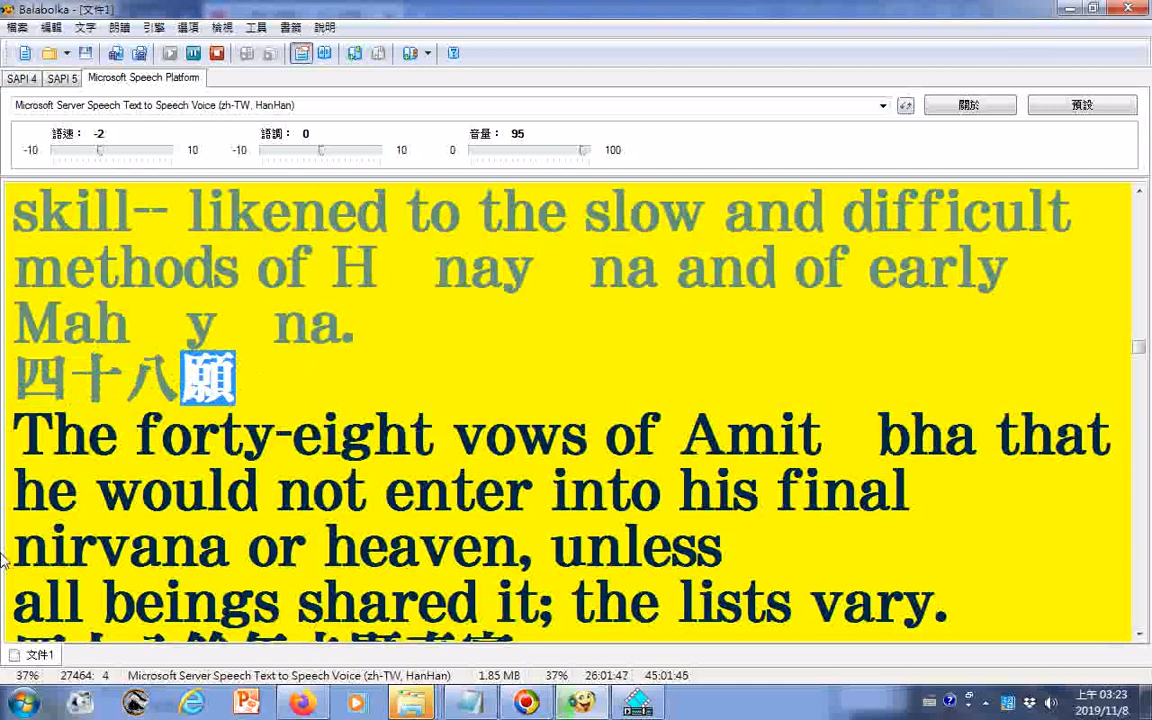 Balabolka - [文件1]
檔案 編輯 文字 朗讀 引擎 選項 檢視 工具 書籤 說明
SAPI 4 SAPI 5 Microsoft Speech Platform
Microsoft Server Speech Text to Speech Voice (zh-TW, HanHan) 關於 預設
語速： -2 語調： 0 音量： 95
-10 10 -10 10 0 100
skill-- likened to the slow and difficult
methods of H nay na and of early
Mah y na.
四十八願
The forty-eight vows of Amit bha that
he would not enter into his final
nirvana or heaven, unless
all beings shared it; the lists vary.
文件1
37% 27464: 4 Microsoft Server Speech Text to Speech Voice (zh-TW, HanHan) 1.85 MB 37% 26:01:47 45:01:45
上午 03:23
2019/11/8